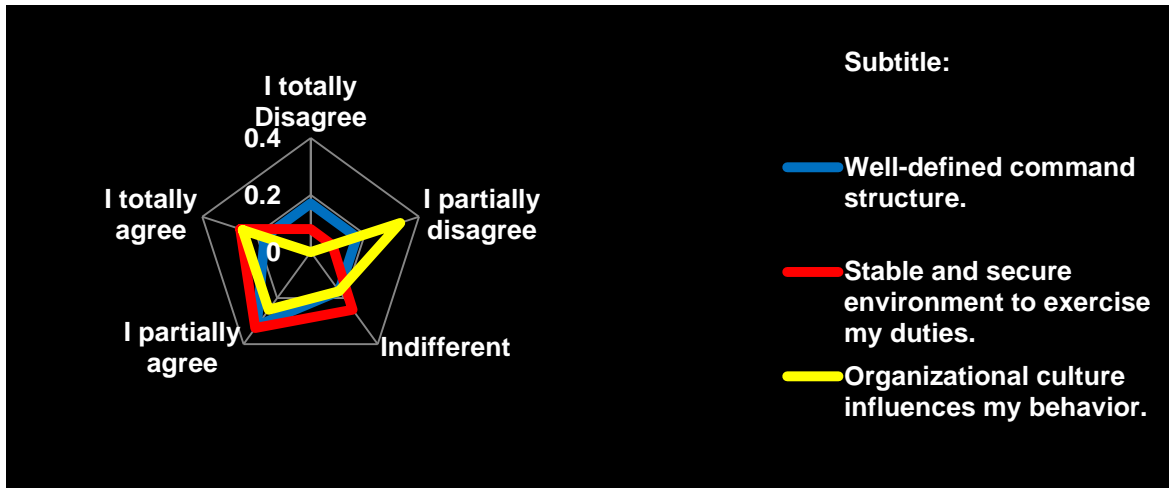 I totally
Disagree
0.4
0.2
0
I partially
disagree
Indifferent
I partially
agree
I totally
agree
Subtitle:
Well-defined command
structure.
Stable and secure
environment to exercise
my duties.
Organizational culture
influences my behavior.